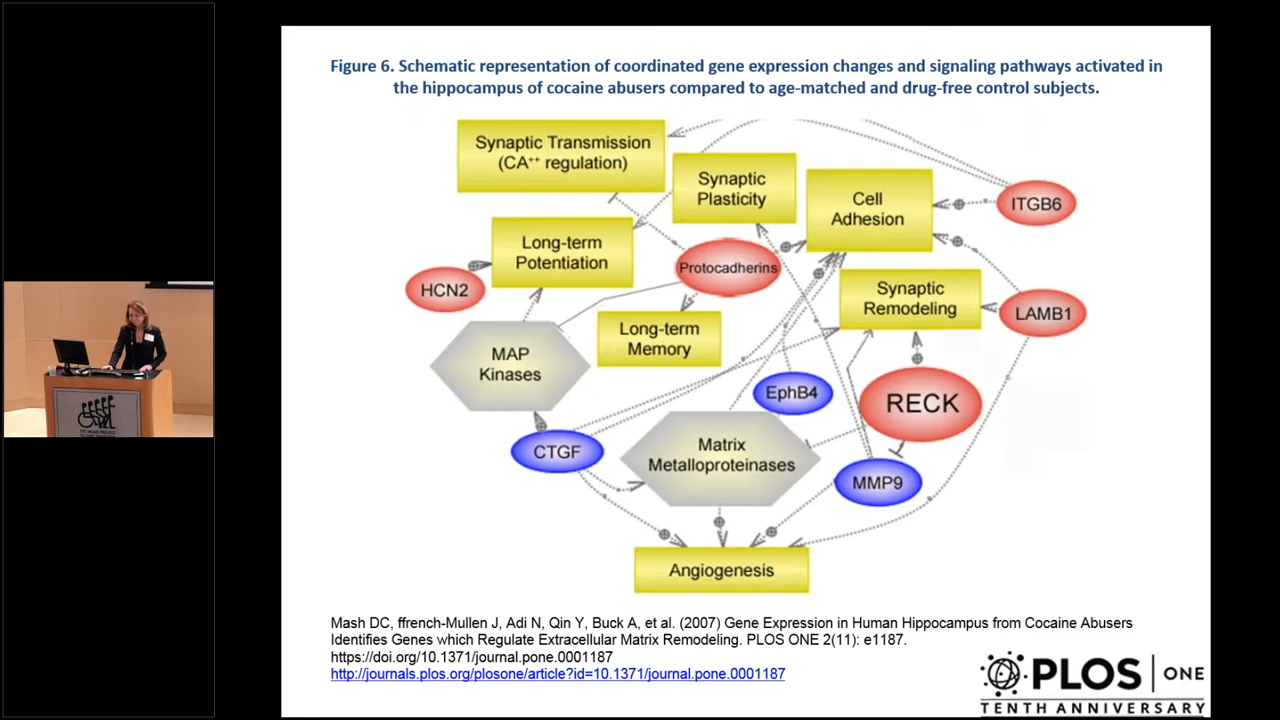 Figure 6. Schematic representation of coordinated gene expression changes and signaling pathways activated in
the hippocampus of cocaine abusers compared to age-matched and drug-free control subjects.
Synaptic Transmission
(CA⁺⁺ regulation)
Synaptic
Plasticity
Cell
Adhesion
ITGB6
Long-term
Potentiation
Protocadherins
HCN2
Synaptic
Remodeling
LAMB1
Long-term
Memory
MAP
Kinases
EphB4
RECK
CTGF
Matrix
Metalloproteinases
MMP9
Angiogenesis
Mash DC, ffrench-Mullen J, Adi N, Qin Y, Buck A, et al. (2007) Gene Expression in Human Hippocampus from Cocaine Abusers
Identifies Genes which Regulate Extracellular Matrix Remodeling. PLOS ONE 2(11): e1187.
https://doi.org/10.1371/journal.pone.0001187
http://journals.plos.org/plosone/article?id=10.1371/journal.pone.0001187
PLOS ONE
TENTH ANNIVERSARY